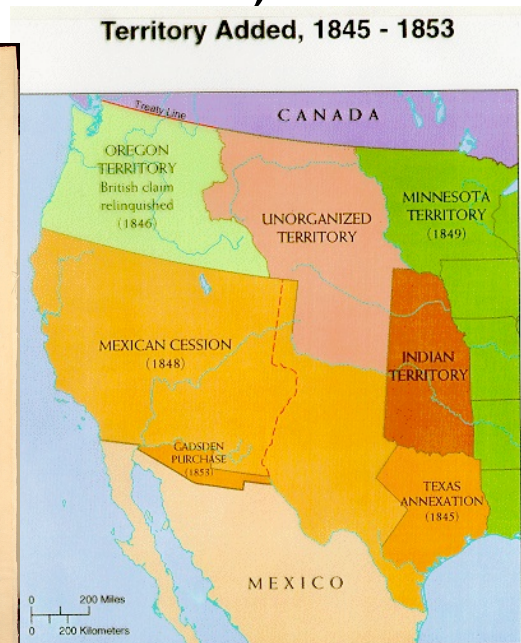 Territory Added, 1845 - 1853
Treaty Line
CANADA
OREGON
TERRITORY
British claim
relinquished
(1846)
UNORGANIZED
TERRITORY
MINNESOTA
TERRITORY
(1849)
MEXICAN CESSION
(1848)
INDIAN
TERRITORY
GADSDEN
PURCHASE
(1853)
TEXAS
ANNEXATION
(1845)
MEXICO
0 200 Miles
0 200 Kilometers